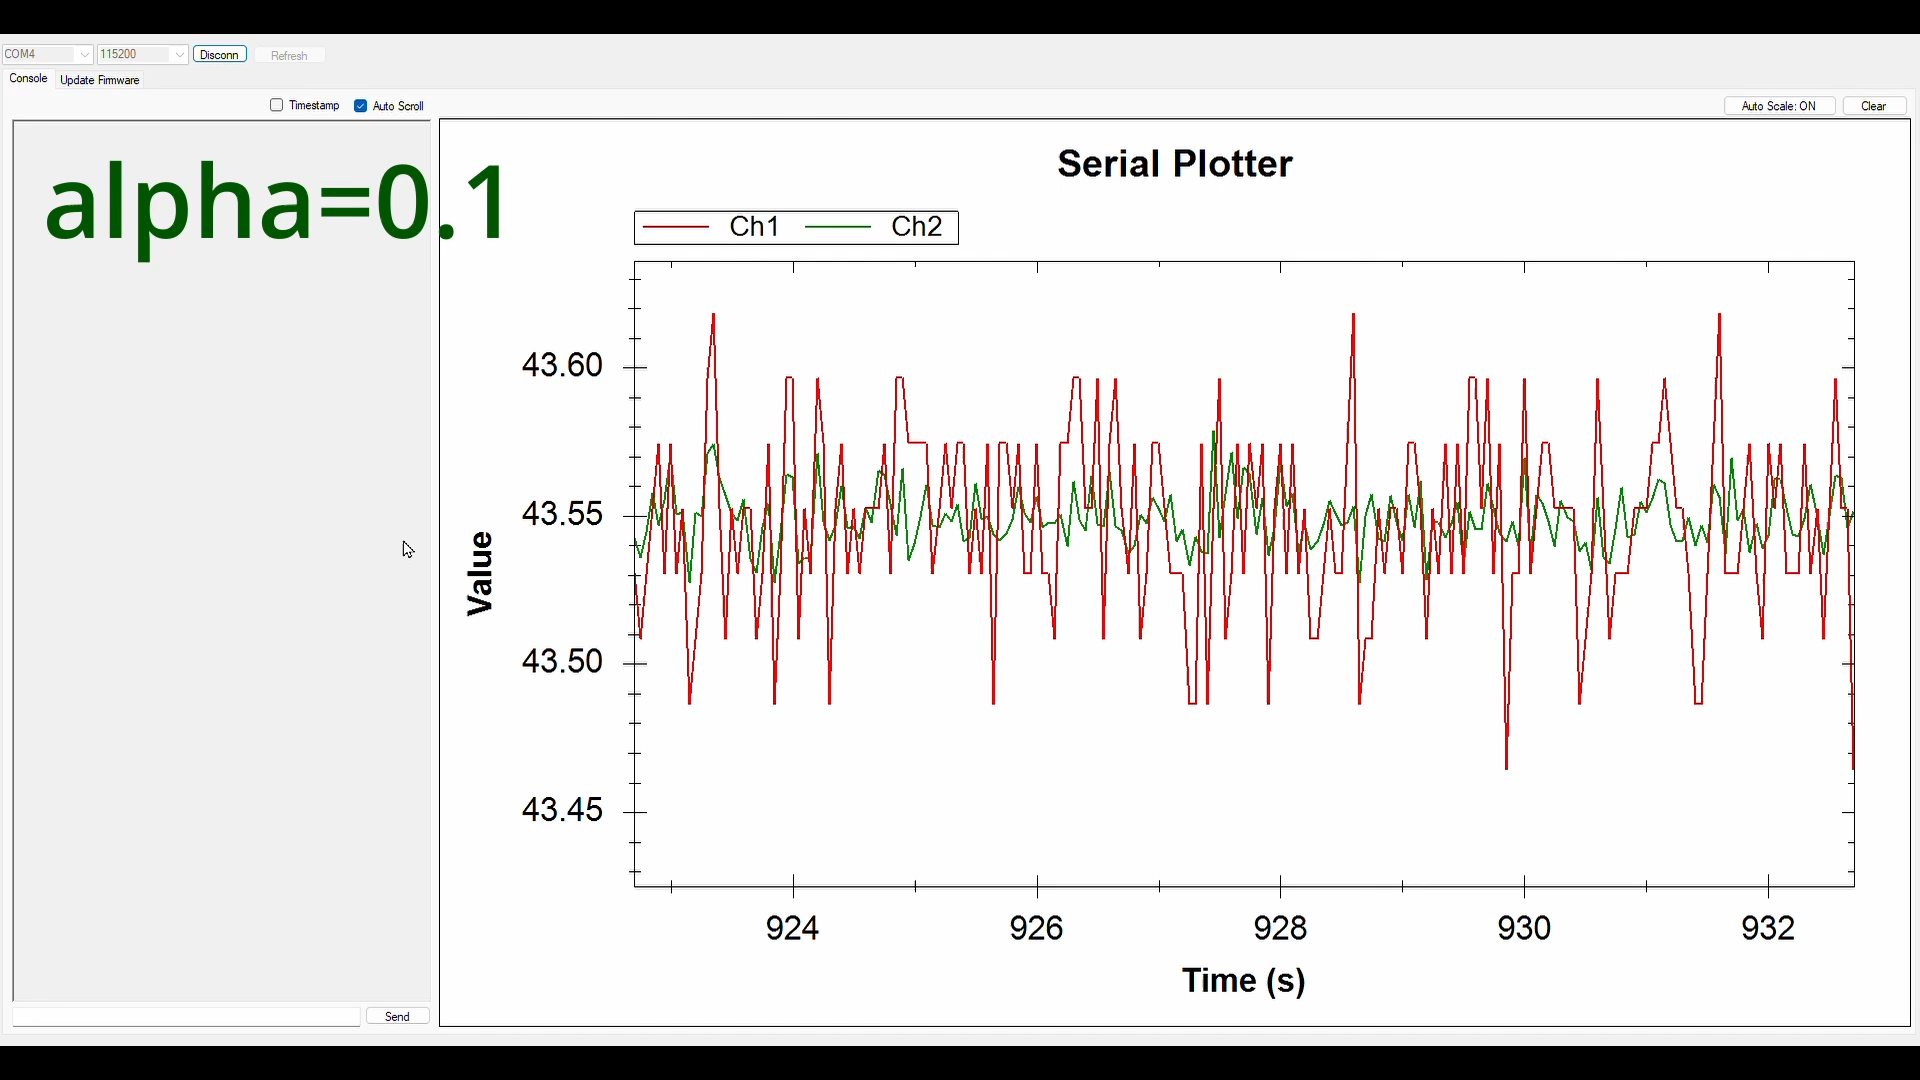 COM4 115200 Disconn Refresh
Console Update Firmware
Timestamp Auto Scroll Auto Scale: ON Clear
alpha=0.1
Serial Plotter
Ch1 Ch2
43.60
43.55
43.50
43.45
Value
924 926 928 930 932
Time (s)
Send